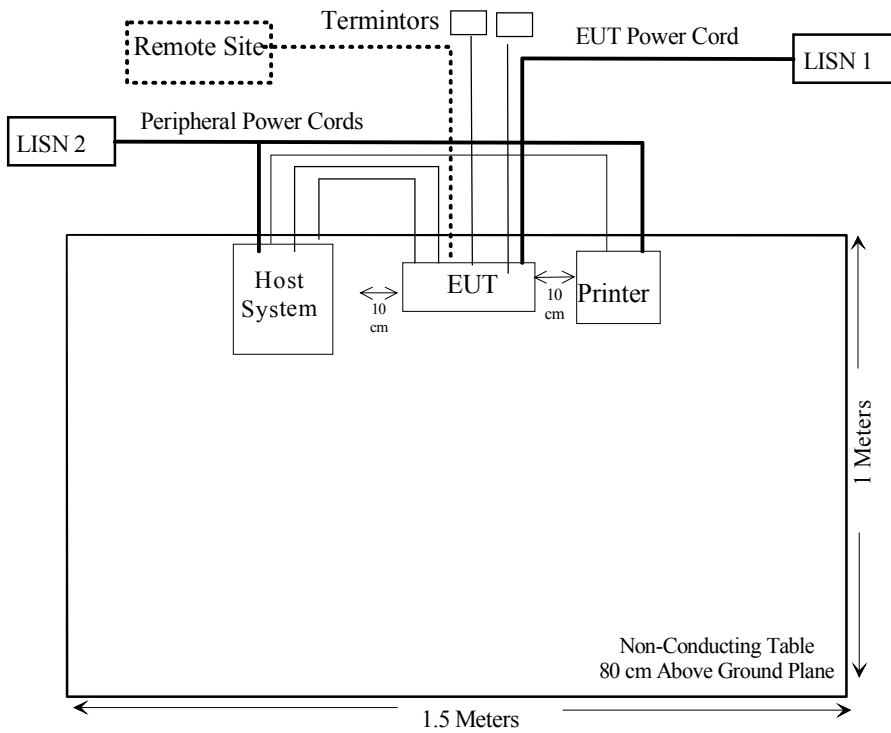 Termintors
Remote Site
EUT Power Cord
LISN 1
Peripheral Power Cords
LISN 2
Host
System
EUT
Printer
10
cm
10
cm
1 Meters
Non-Conducting Table
80 cm Above Ground Plane
1.5 Meters